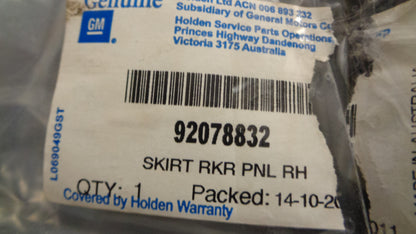 Genuine
GM
Ltd ACN 006 893 232
Subsidiary of General Motors
Holden Service Parts Operations
Princes Highway Dandenong
Victoria 3175 Australia
92078832
SKIRT RKR PNL RH
QTY: 1 Packed: 14-10-20
Covered by Holden Warranty
L069049GST